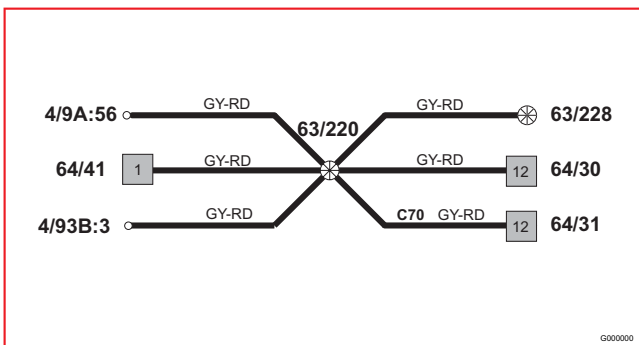 4/9A:56 GY-RD 63/220 GY-RD 63/228
64/41 1 GY-RD GY-RD 12 64/30
4/93B:3 GY-RD C70 GY-RD 12 64/31
G000000